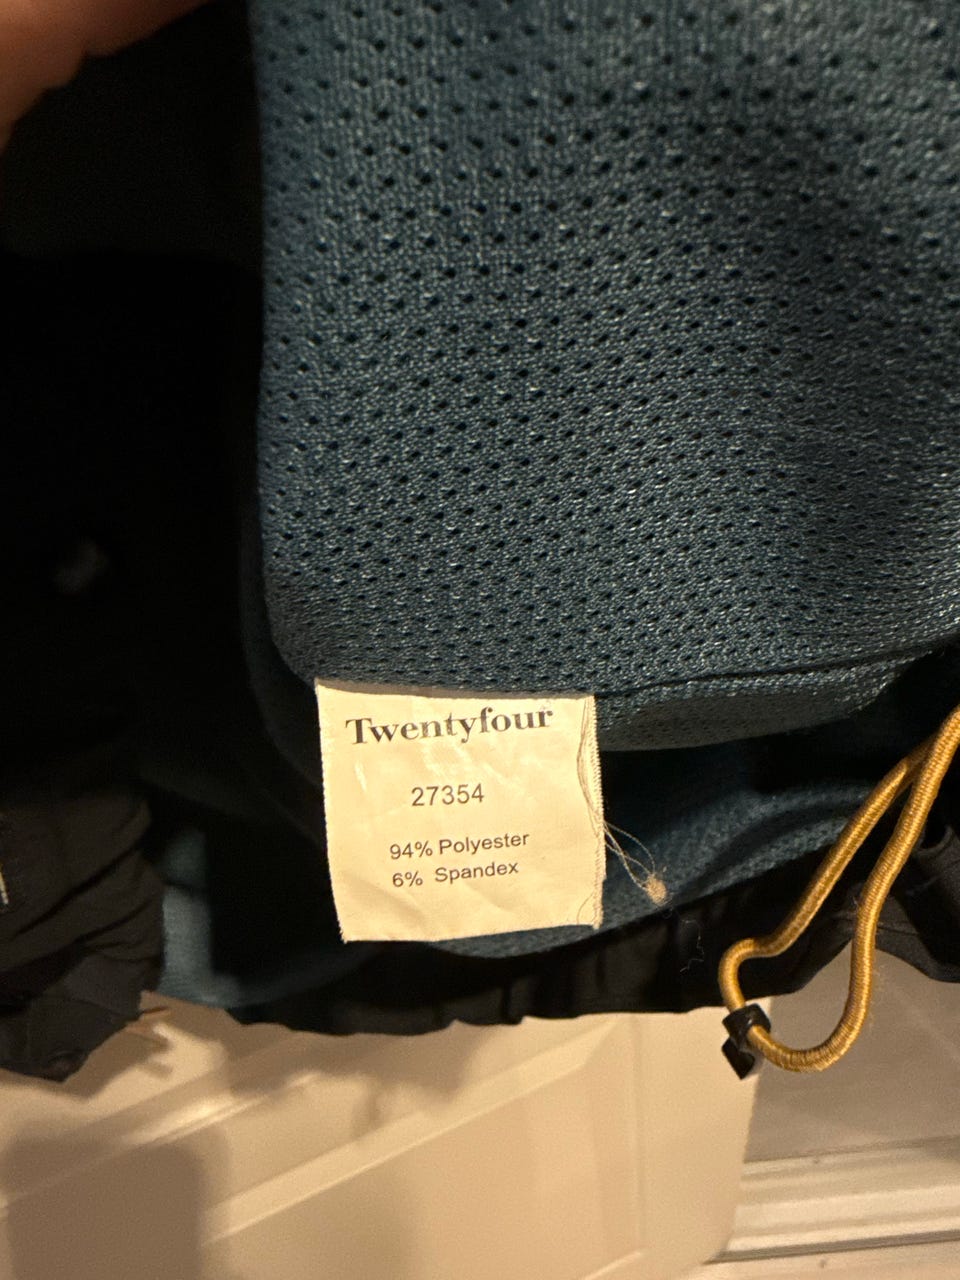 Twentyfour
27354
94% Polyester
6% Spandex